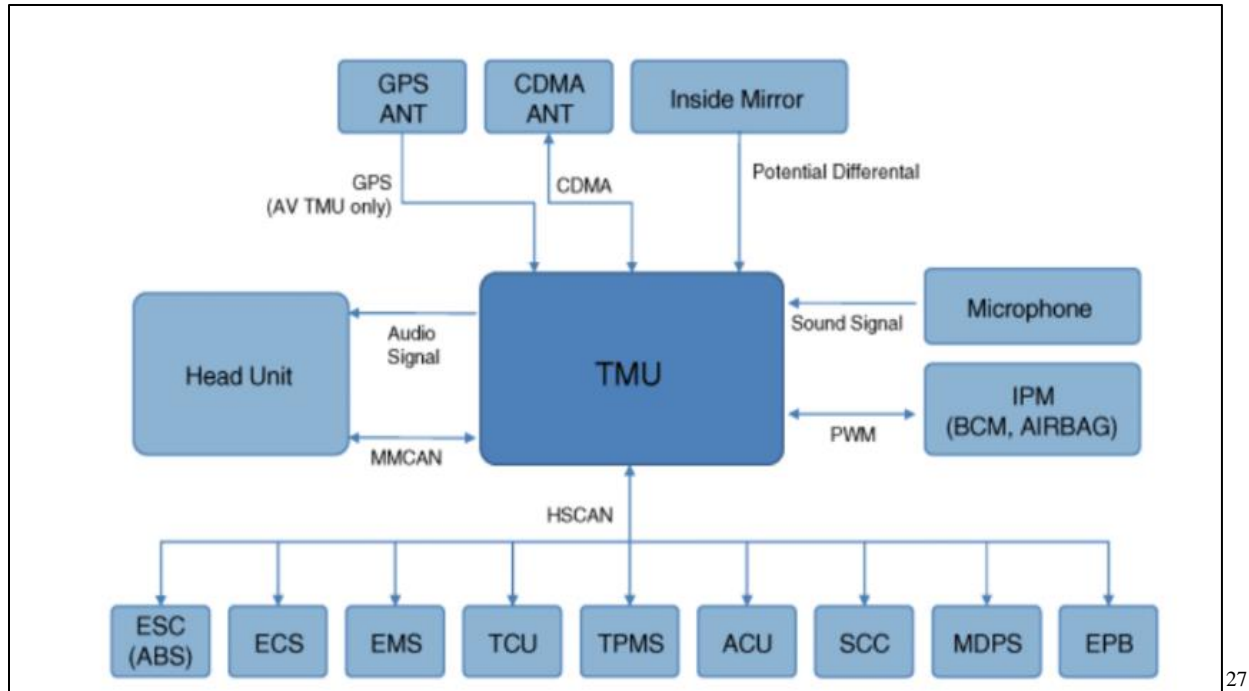 GPS
ANT
CDMA
ANT
Inside Mirror
GPS
(AV TMU only)
CDMA
Potential Differental
Head Unit
Audio
Signal
MMCAN
TMU
Sound Signal
Microphone
PWM
IPM
(BCM, AIRBAG)
HSCAN
ESC
(ABS)
ECS
EMS
TCU
TPMS
ACU
SCC
MDPS
EPB
27